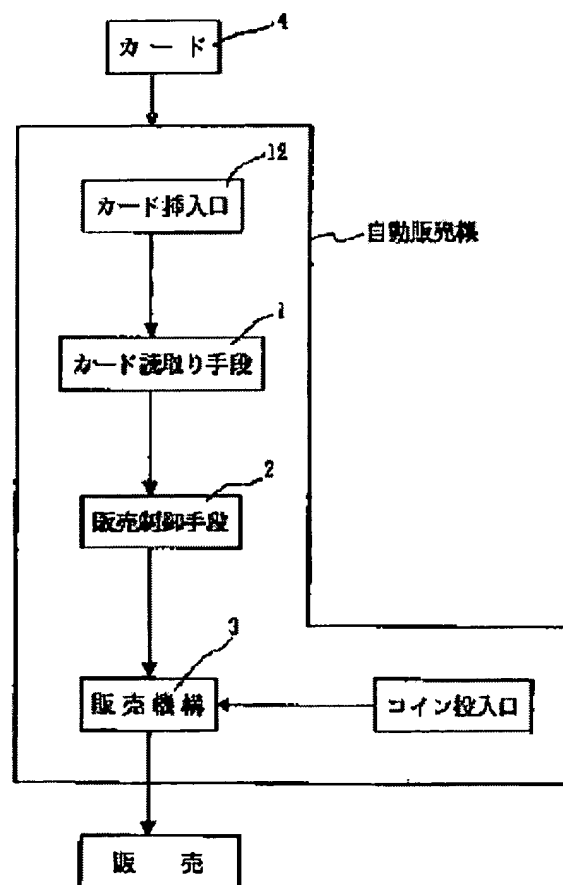 4
カード
12
カード挿入口
自動販売機
1
カード読取り手段
2
販売制御手段
3
販売機構
コイン投入口
販売